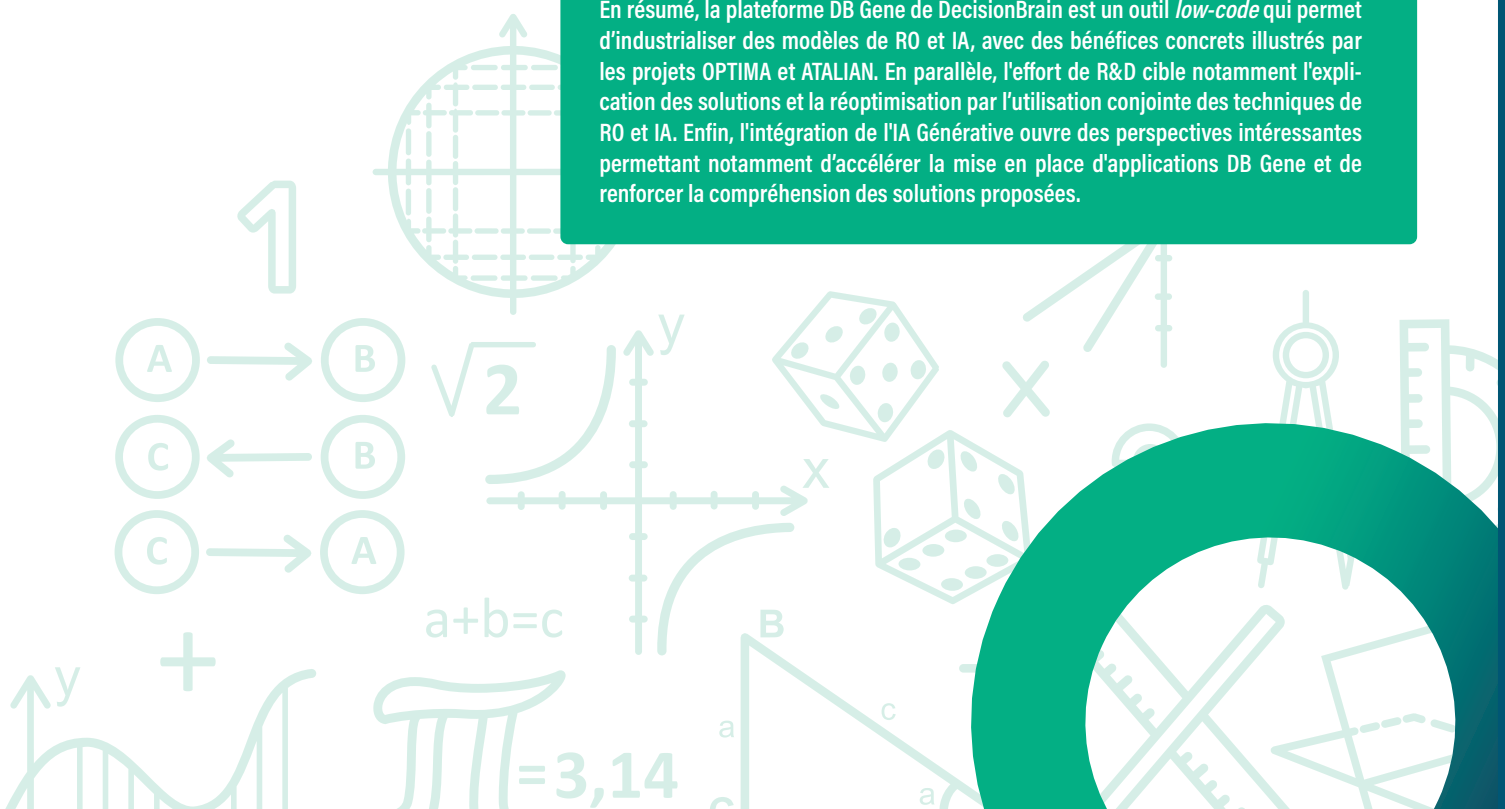 En résumé, la plateforme DB Gene de DecisionBrain est un outil low-code qui permet
d’industrialiser des modèles de RO et IA, avec des bénéfices concrets illustrés par
les projets OPTIMA et ATALIAN. En parallèle, l'effort de R&D cible notamment l'expli-
cation des solutions et la réoptimisation par l’utilisation conjointe des techniques de
RO et IA. Enfin, l'intégration de l'IA Générative ouvre des perspectives intéressantes
permettant notamment d’accélérer la mise en place d'applications DB Gene et de
renforcer la compréhension des solutions proposées.
1
A B
√2
y
x
C B
C A
x
a+b=c
B
+
y
=3,14
a
c
a